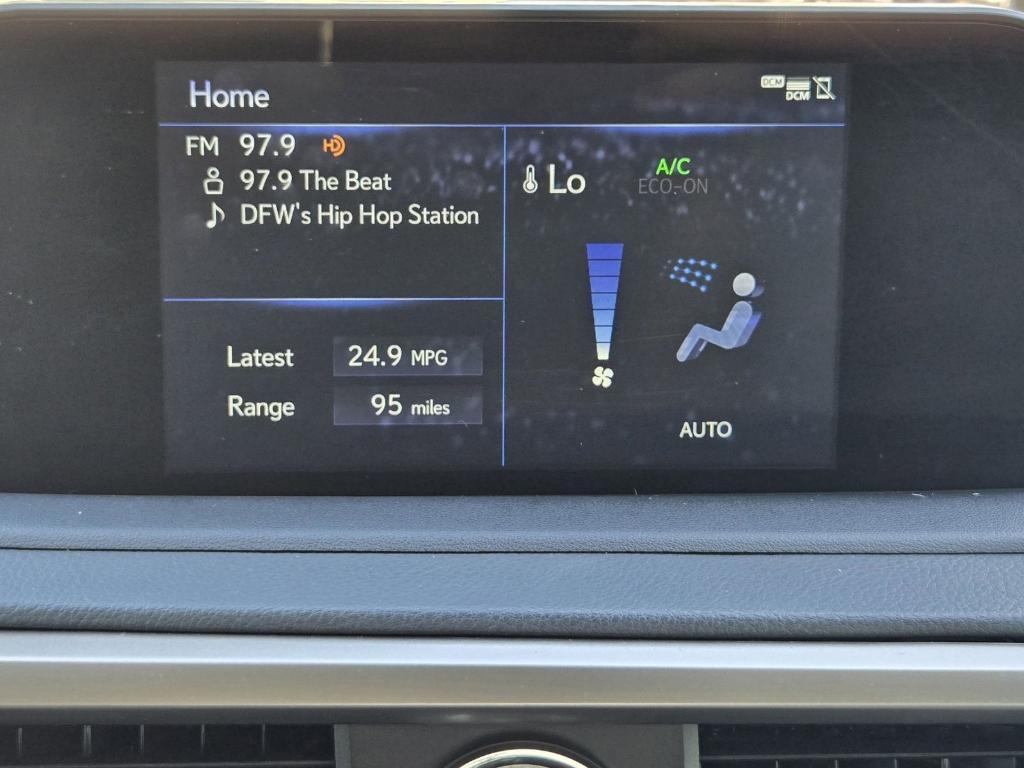 Home
DCM
DCM
FM 97.9 HD
97.9 The Beat
DFW's Hip Hop Station
Latest 24.9 MPG
Range 95 miles
Lo
A/C
ECO-ON
AUTO